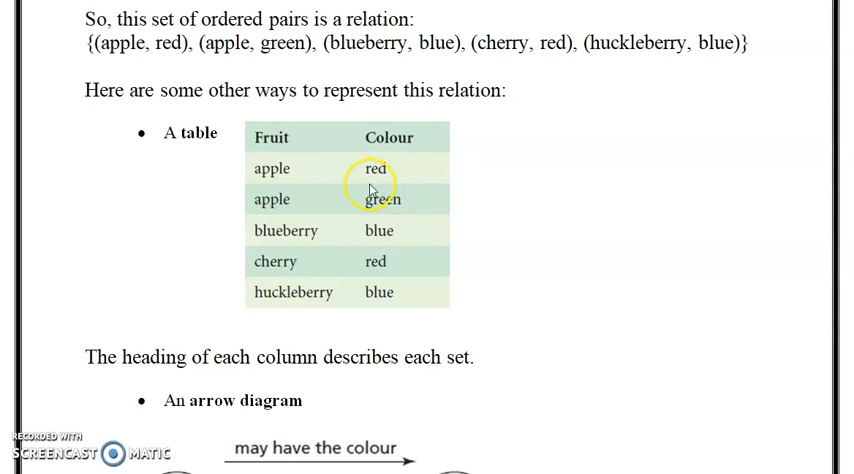 So, this set of ordered pairs is a relation:
{(apple, red), (apple, green), (blueberry, blue), (cherry, red), (huckleberry, blue)}
Here are some other ways to represent this relation:
• A table
Fruit Colour
apple red
apple green
blueberry blue
cherry red
huckleberry blue
The heading of each column describes each set.
• An arrow diagram
RECORDED WITH
SCREENCAST MATIC
may have the colour